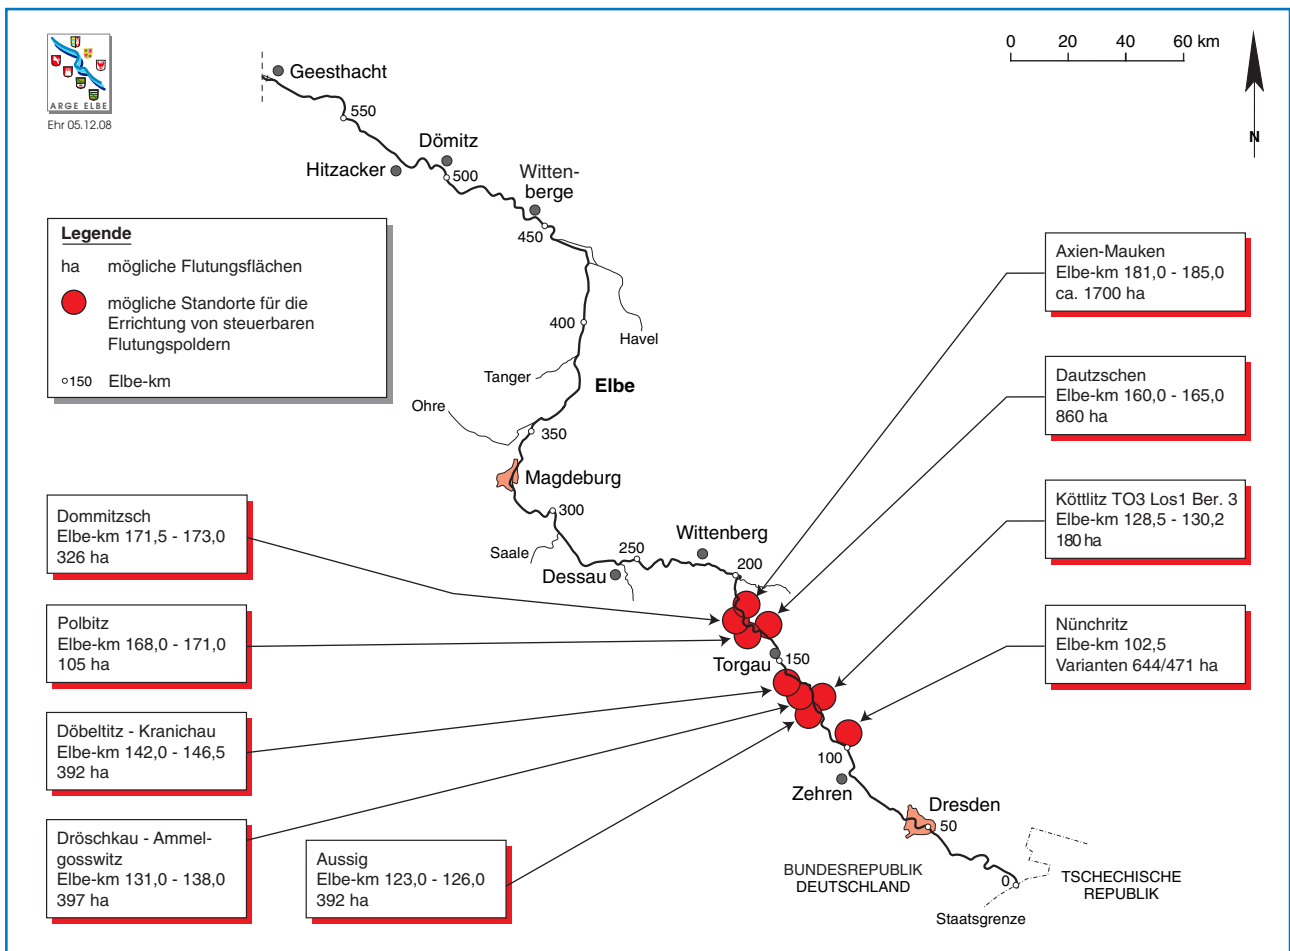 ARGE ELBE
Ehr 05.12.08
0 20 40 60 km
N
Geesthacht
550
Dömitz
Hitzacker
500
Witten-
berge
450
Legende
ha mögliche Flutungsflächen
mögliche Standorte für die
Errichtung von steuerbaren
Flutungspoldern
150 Elbe-km
400
Havel
Tanger
Elbe
Ohre
350
Magdeburg
300
Saale
250
Wittenberg
Dessau
200
Torgau
150
100
Zehren
Dresden
50
0
BUNDESREPUBLIK
DEUTSCHLAND
TSCHECHISCHE
REPUBLIK
Staatsgrenze
Axien-Mauken
Elbe-km 181,0 - 185,0
ca. 1700 ha
Dautzschen
Elbe-km 160,0 - 165,0
860 ha
Köttlitz TO3 Los1 Ber. 3
Elbe-km 128,5 - 130,2
180 ha
Nünchritz
Elbe-km 102,5
Varianten 644/471 ha
Dommitzsch
Elbe-km 171,5 - 173,0
326 ha
Polbitz
Elbe-km 168,0 - 171,0
105 ha
Döbeltitz - Kranichau
Elbe-km 142,0 - 146,5
392 ha
Dröschkau - Ammel-
gosswitz
Elbe-km 131,0 - 138,0
397 ha
Aussig
Elbe-km 123,0 - 126,0
392 ha